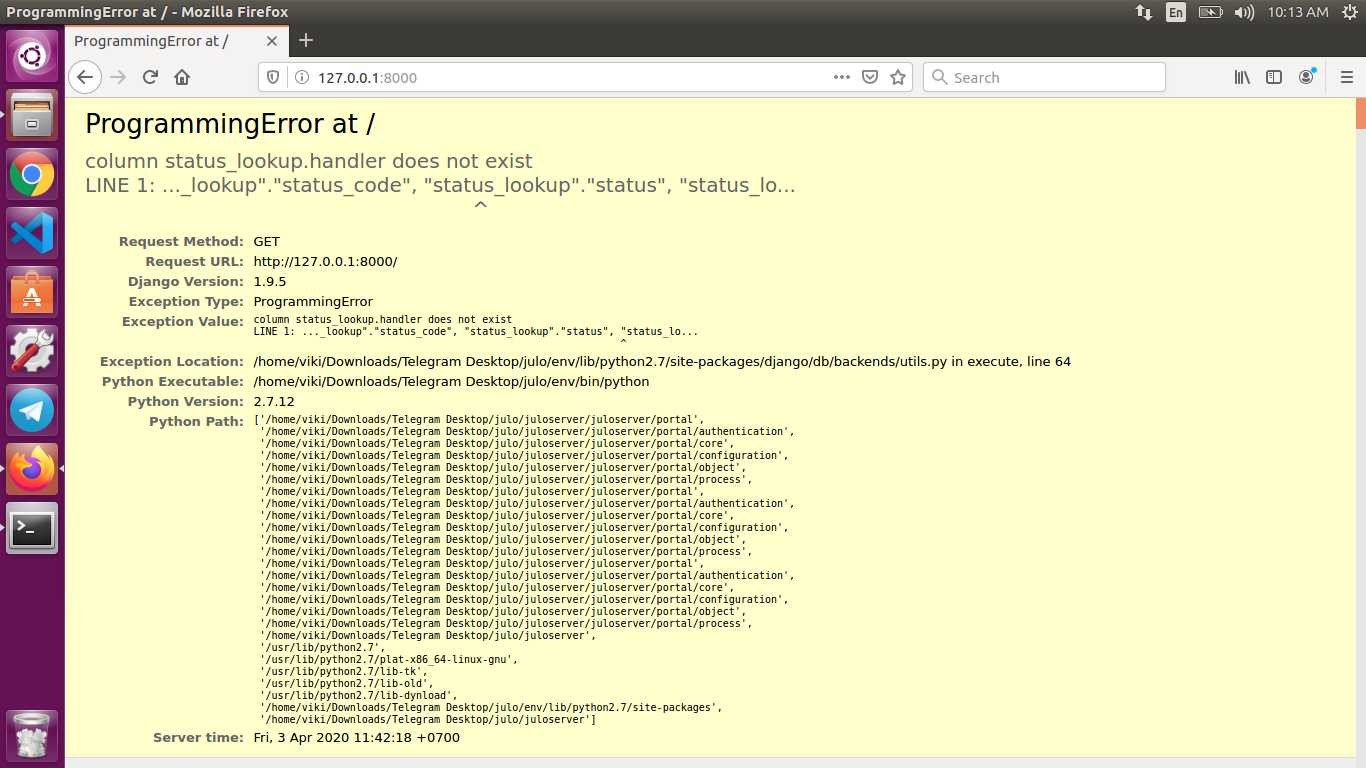 ProgrammingError at / - Mozilla Firefox
En
10:13 AM
ProgrammingError at /
127.0.0.1:8000
Search
ProgrammingError at /
column status_lookup.handler does not exist
LINE 1: ..._lookup"."status_code", "status_lookup"."status", "status_lo...
^
Request Method: GET
Request URL: http://127.0.0.1:8000/
Django Version: 1.9.5
Exception Type: ProgrammingError
Exception Value: column status_lookup.handler does not exist
LINE 1: ..._lookup"."status_code", "status_lookup"."status", "status_lo...
^
Exception Location: /home/viki/Downloads/Telegram Desktop/julo/env/lib/python2.7/site-packages/django/db/backends/utils.py in execute, line 64
Python Executable: /home/viki/Downloads/Telegram Desktop/julo/env/bin/python
Python Version: 2.7.12
Python Path: ['/home/viki/Downloads/Telegram Desktop/julo/juloserver/juloserver/portal',
'/home/viki/Downloads/Telegram Desktop/julo/juloserver/juloserver/portal/authentication',
'/home/viki/Downloads/Telegram Desktop/julo/juloserver/juloserver/portal/core',
'/home/viki/Downloads/Telegram Desktop/julo/juloserver/juloserver/portal/configuration',
'/home/viki/Downloads/Telegram Desktop/julo/juloserver/juloserver/portal/object',
'/home/viki/Downloads/Telegram Desktop/julo/juloserver/juloserver/portal/process',
'/home/viki/Downloads/Telegram Desktop/julo/juloserver/juloserver/portal',
'/home/viki/Downloads/Telegram Desktop/julo/juloserver/juloserver/portal/authentication',
'/home/viki/Downloads/Telegram Desktop/julo/juloserver/juloserver/portal/core',
'/home/viki/Downloads/Telegram Desktop/julo/juloserver/juloserver/portal/configuration',
'/home/viki/Downloads/Telegram Desktop/julo/juloserver/juloserver/portal/object',
'/home/viki/Downloads/Telegram Desktop/julo/juloserver/juloserver/portal/process',
'/home/viki/Downloads/Telegram Desktop/julo/juloserver/juloserver/portal',
'/home/viki/Downloads/Telegram Desktop/julo/juloserver/juloserver/portal/authentication',
'/home/viki/Downloads/Telegram Desktop/julo/juloserver/juloserver/portal/core',
'/home/viki/Downloads/Telegram Desktop/julo/juloserver/juloserver/portal/configuration',
'/home/viki/Downloads/Telegram Desktop/julo/juloserver/juloserver/portal/object',
'/home/viki/Downloads/Telegram Desktop/julo/juloserver/juloserver/portal/process',
'/home/viki/Downloads/Telegram Desktop/julo/juloserver',
'/usr/lib/python2.7',
'/usr/lib/python2.7/plat-x86_64-linux-gnu',
'/usr/lib/python2.7/lib-tk',
'/usr/lib/python2.7/lib-old',
'/usr/lib/python2.7/lib-dynload',
'/home/viki/Downloads/Telegram Desktop/julo/env/lib/python2.7/site-packages',
'/home/viki/Downloads/Telegram Desktop/julo/juloserver']
Server time: Fri, 3 Apr 2020 11:42:18 +0700